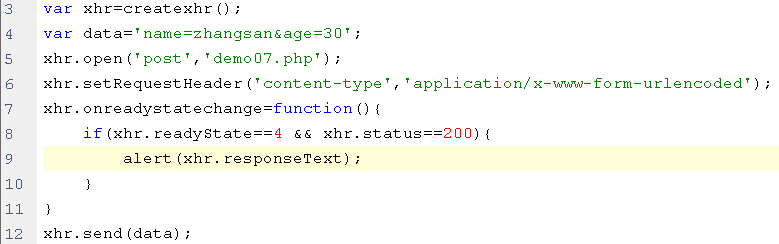 3 var xhr=createxhr();
4 var data='name=zhangsan&age=30';
5 xhr.open('post','demo07.php');
6 xhr.setRequestHeader('content-type','application/x-www-form-urlencoded');
7 xhr.onreadystatechange=function(){
8     if(xhr.readyState==4 && xhr.status==200){
9         alert(xhr.responseText);
10     }
11 }
12 xhr.send(data);